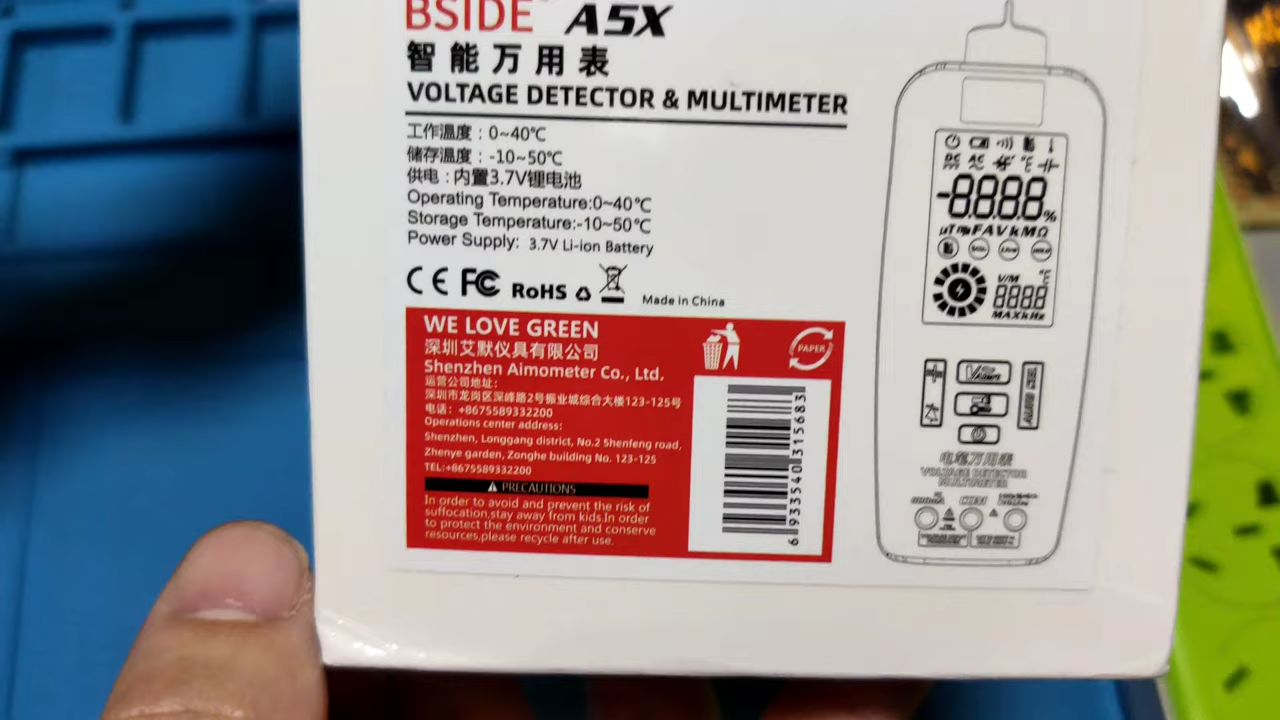 BSIDE A5X
智能万用表
VOLTAGE DETECTOR & MULTIMETER
工作温度：0~40℃
储存温度：-10~50℃
供电：内置3.7V锂电池
Operating Temperature:0~40℃
Storage Temperature:-10~50℃
Power Supply: 3.7V Li-ion Battery
CE FC RoHS
Made in China
WE LOVE GREEN
深圳艾默仪具有限公司
Shenzhen Aimometer Co., Ltd.
运营公司地址：
深圳市龙岗区深峰路2号振业城综合大楼123-125号
电话：+8675589332200
Operations center address:
Shenzhen, Longgang district, No.2 Shenfeng road,
Zhenye garden, Zonghe building No. 123-125
TEL:+8675589332200
PRECAUTIONS
In order to avoid and prevent the risk of
suffocation,stay away from kids.In order
to protect the environment and conserve
resources,please recycle after use.
PAPER
6 933540 315683
DC AC ℃
-8.8.8.8 %
V/M
888.8
MAX kHz
电笔万用表
VOLTAGE DETECTOR
MULTIMETER
COM